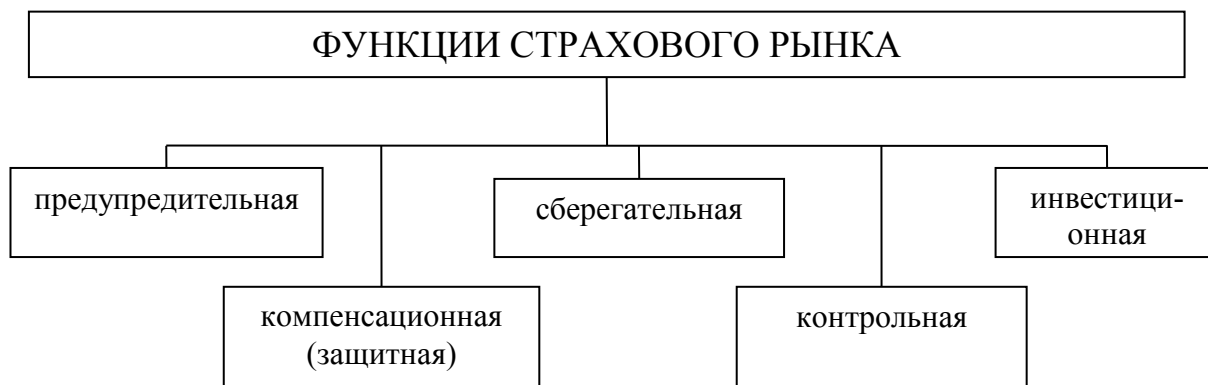 ФУНКЦИИ СТРАХОВОГО РЫНКА
предупредительная
сберегательная
инвестици-
онная
компенсационная
(защитная)
контрольная